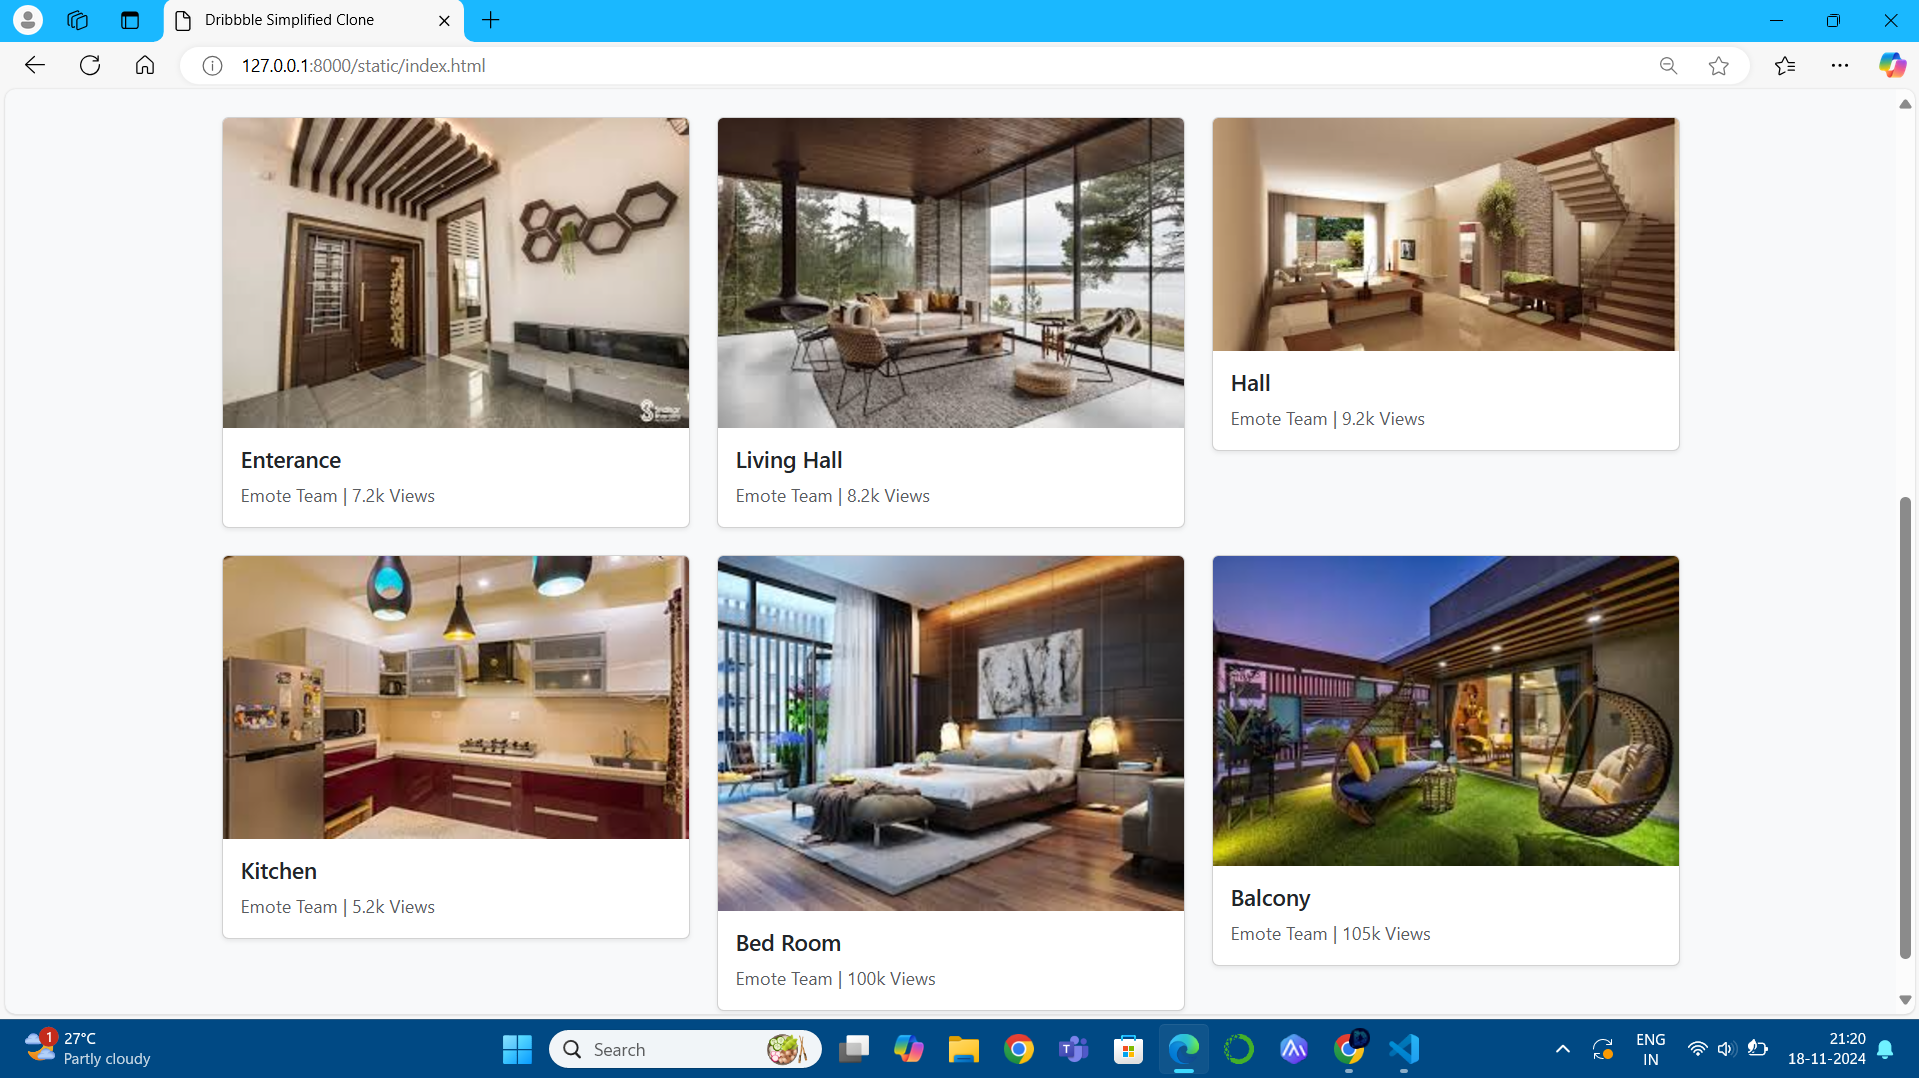 Dribbble Simplified Clone
127.0.0.1:8000/static/index.html
Enterance
Emote Team | 7.2k Views
Living Hall
Emote Team | 8.2k Views
Hall
Emote Team | 9.2k Views
Kitchen
Emote Team | 5.2k Views
Bed Room
Emote Team | 100k Views
Balcony
Emote Team | 105k Views
1
27°C
Partly cloudy
Search
ENG
IN
21:20
18-11-2024